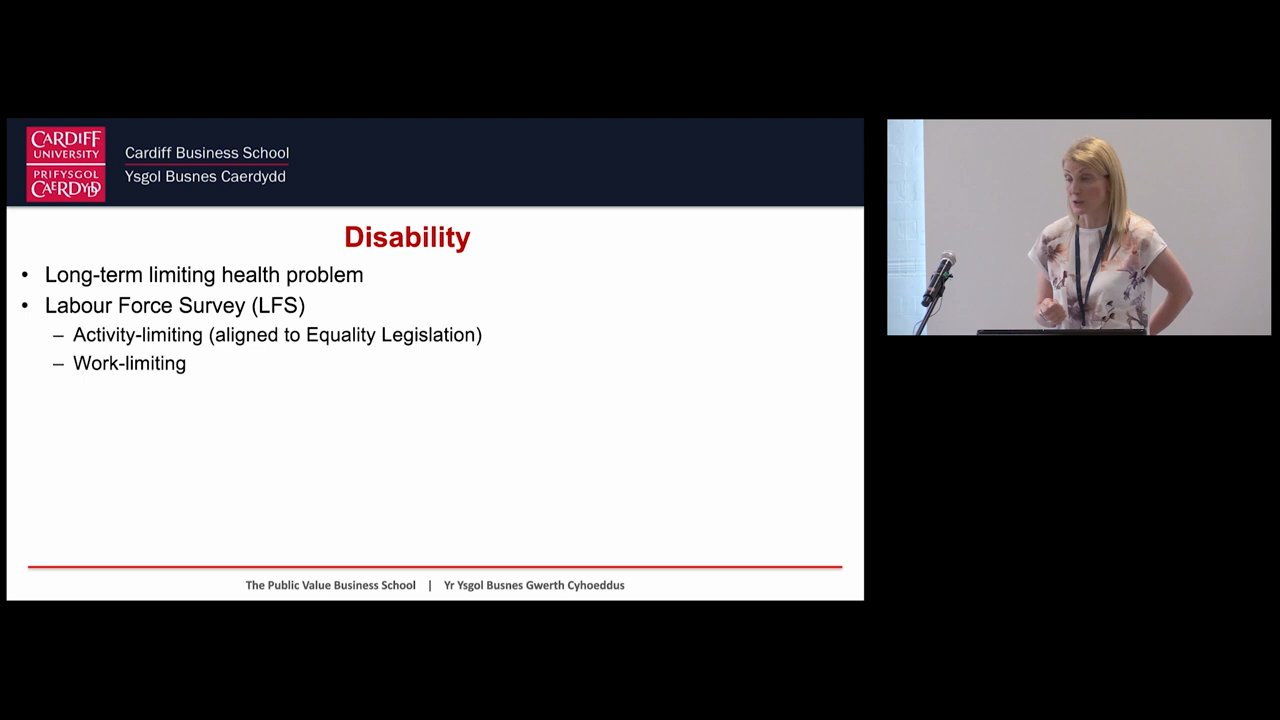 CARDIFF
UNIVERSITY
PRIFYSGOL
CAERDYDD
Cardiff Business School
Ysgol Busnes Caerdydd
Disability
• Long-term limiting health problem
• Labour Force Survey (LFS)
– Activity-limiting (aligned to Equality Legislation)
– Work-limiting
The Public Value Business School | Yr Ysgol Busnes Gwerth Cyhoeddus